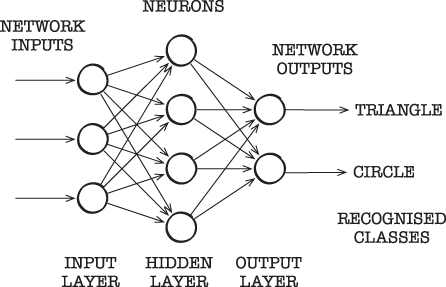 NEURONS
NETWORK
INPUTS
NETWORK
OUTPUTS
TRIANGLE
CIRCLE
RECOGNISED
CLASSES
INPUT
LAYER
HIDDEN
LAYER
OUTPUT
LAYER